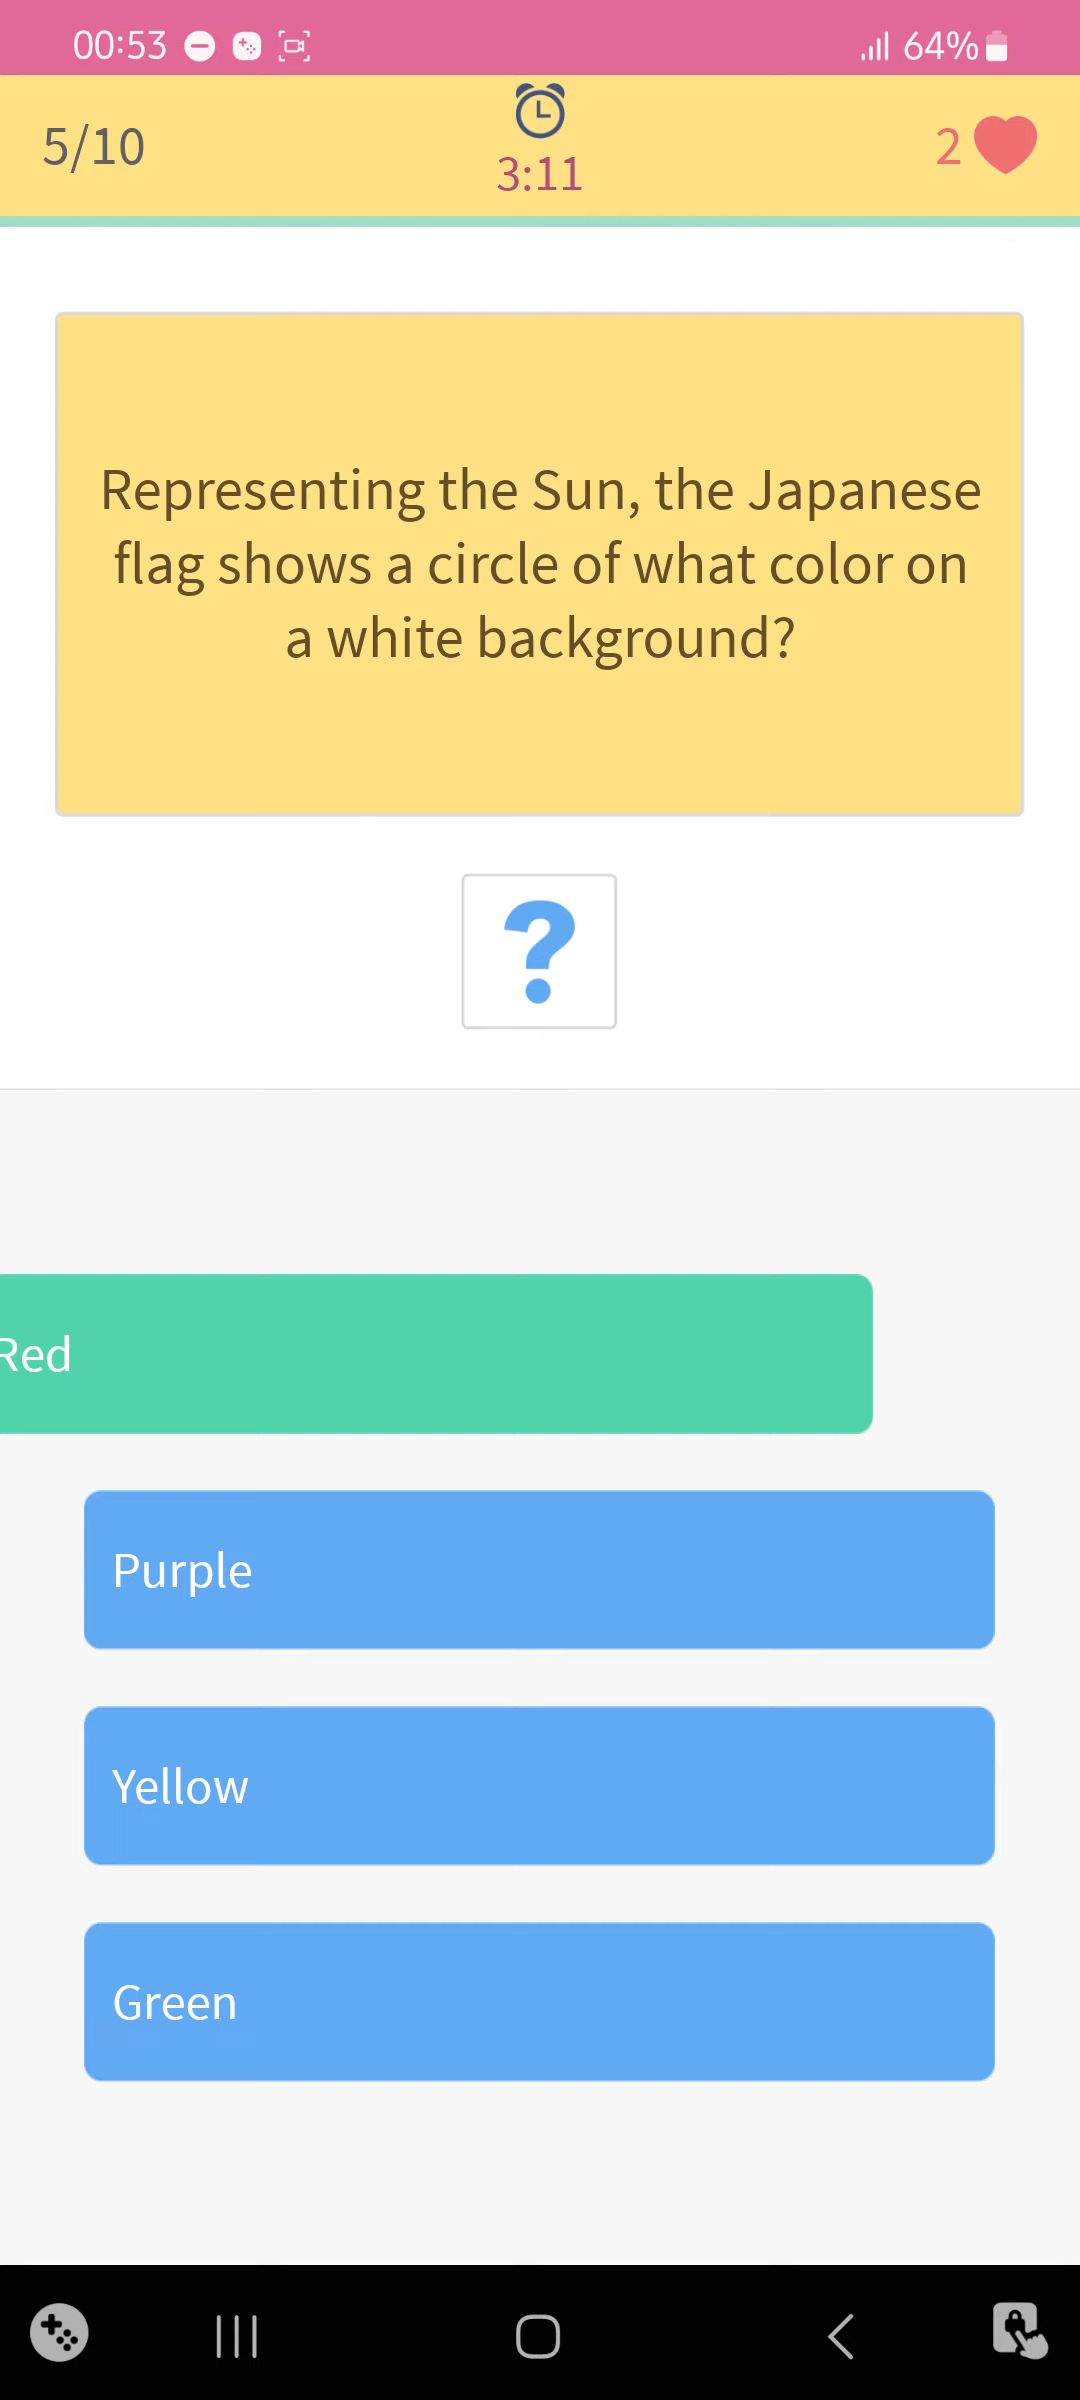 00:53
64%
5/10
3:11
2
Representing the Sun, the Japanese
flag shows a circle of what color on
a white background?
?
Red
Purple
Yellow
Green